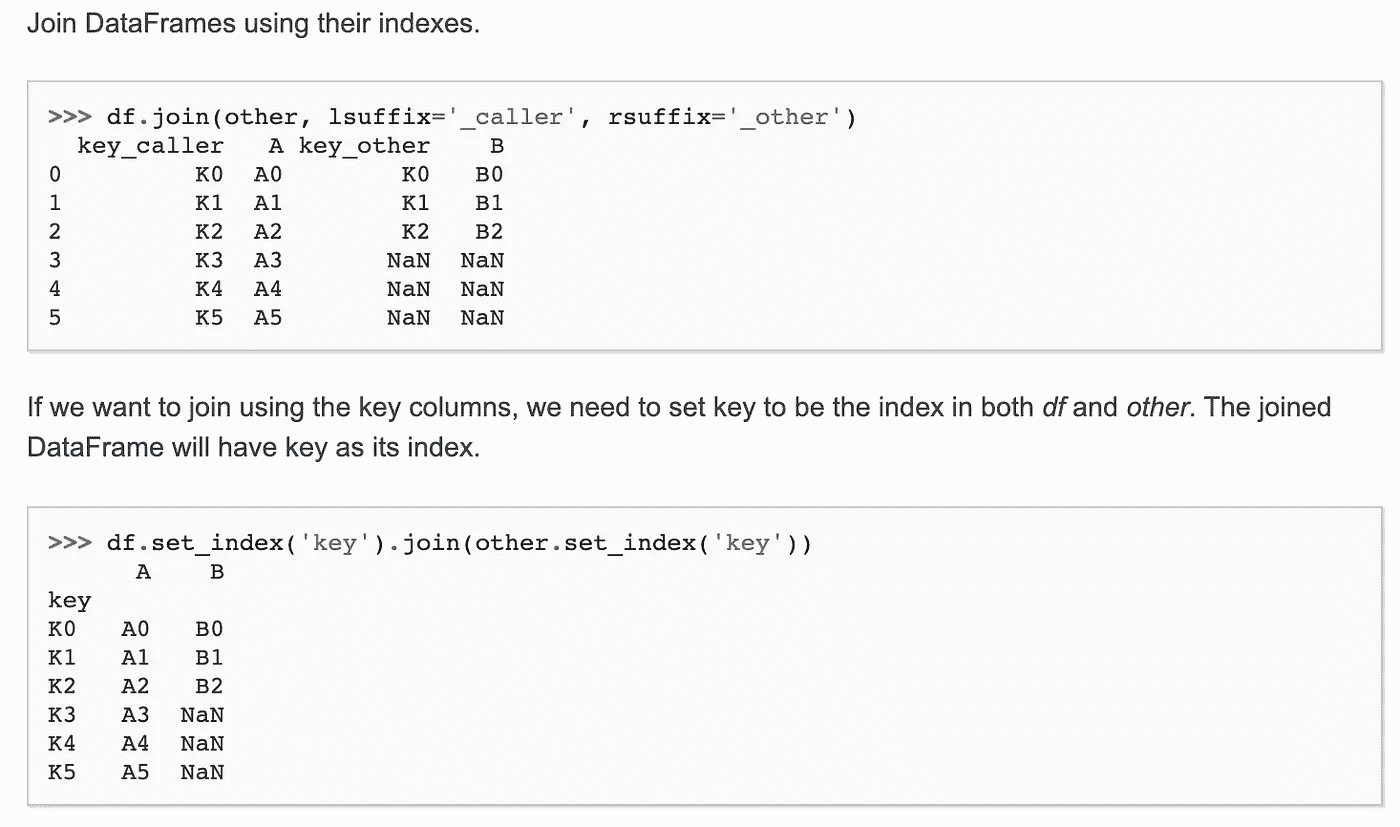 Join DataFrames using their indexes.
>>> df.join(other, lsuffix='_caller', rsuffix='_other')
  key_caller   A key_other    B
0         K0  A0        K0   B0
1         K1  A1        K1   B1
2         K2  A2        K2   B2
3         K3  A3       NaN  NaN
4         K4  A4       NaN  NaN
5         K5  A5       NaN  NaN
If we want to join using the key columns, we need to set key to be the index in both df and other. The joined
DataFrame will have key as its index.
>>> df.set_index('key').join(other.set_index('key'))
      A    B
key
K0   A0   B0
K1   A1   B1
K2   A2   B2
K3   A3  NaN
K4   A4  NaN
K5   A5  NaN